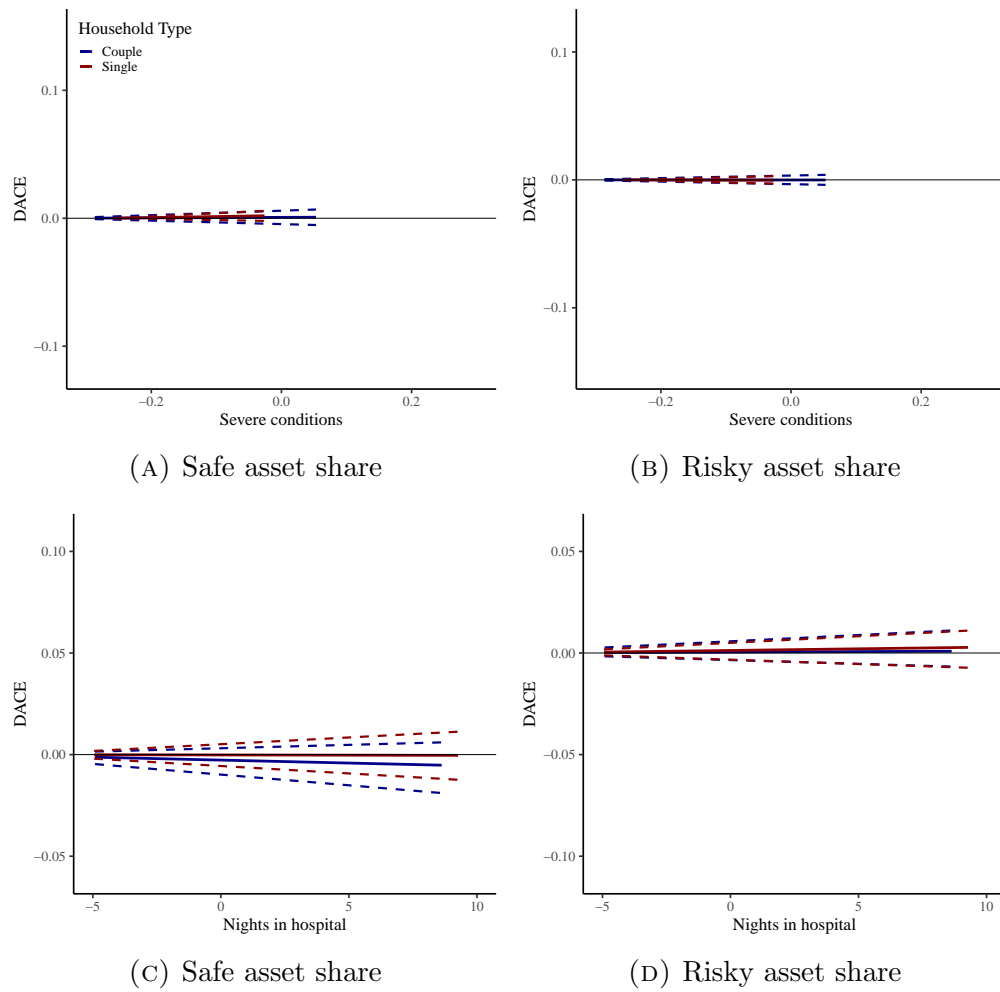 Household Type
Couple
Single
0.1
0.0
−0.1
DACE
−0.2
0.0
0.2
Severe conditions
(A) Safe asset share
0.1
0.0
−0.1
DACE
−0.2
0.0
0.2
Severe conditions
(B) Risky asset share
0.10
0.05
0.00
−0.05
DACE
−5
0
5
10
Nights in hospital
(C) Safe asset share
0.05
0.00
−0.05
−0.10
DACE
−5
0
5
10
Nights in hospital
(D) Risky asset share